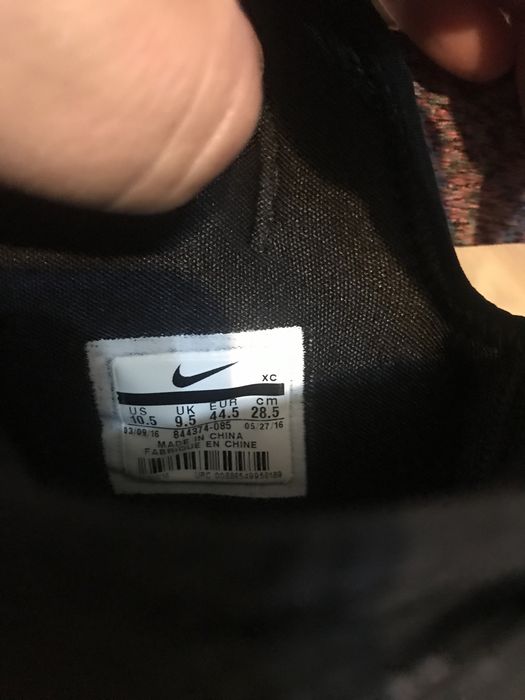 XC
US UK EUR cm
10.5 9.5 44.5 28.5
03/09/16 844374-085 05/27/16
MADE IN CHINA
FABRIQUE EN CHINE
UPC